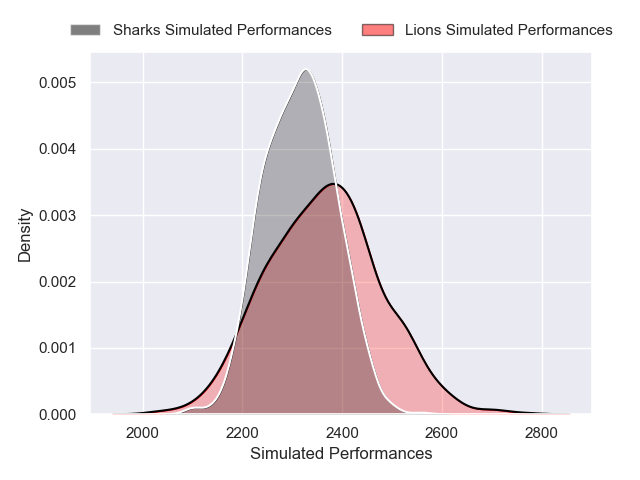 Sharks Simulated Performances Lions Simulated Performances
0.005
0.004
0.003
0.002
0.001
0.000
Density
2000 2200 2400 2600 2800
Simulated Performances